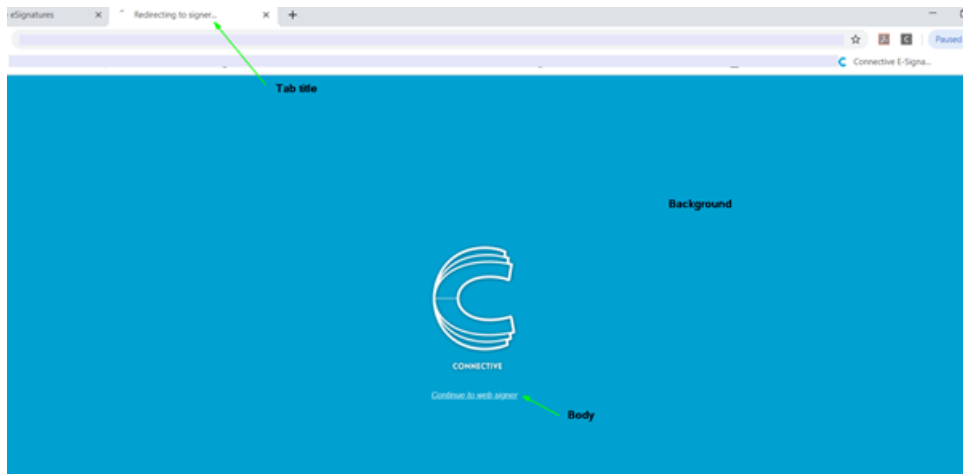 eSignatures
Redirecting to signer...
Paused
Connective E-Signa...
Tab title
Background
CONNECTIVE
Continue to web signer
Body